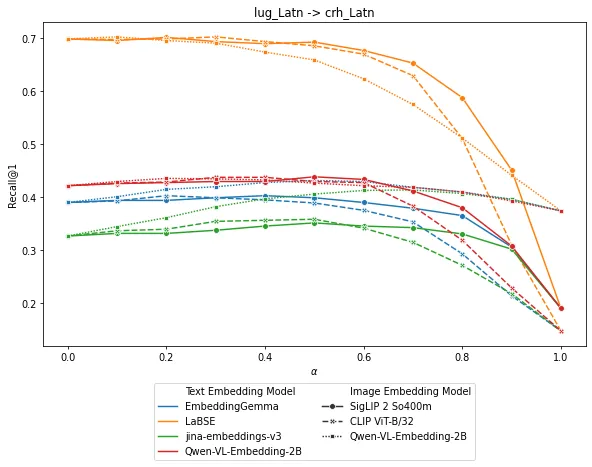 lug_Latn -> crh_Latn
0.7
0.6
0.5
0.4
0.3
0.2
Recall@1
0.0 0.2 0.4 0.6 0.8 1.0
α
Text Embedding Model Image Embedding Model
EmbeddingGemma SigLIP 2 So400m
LaBSE CLIP ViT-B/32
jina-embeddings-v3 Qwen-VL-Embedding-2B
Qwen-VL-Embedding-2B